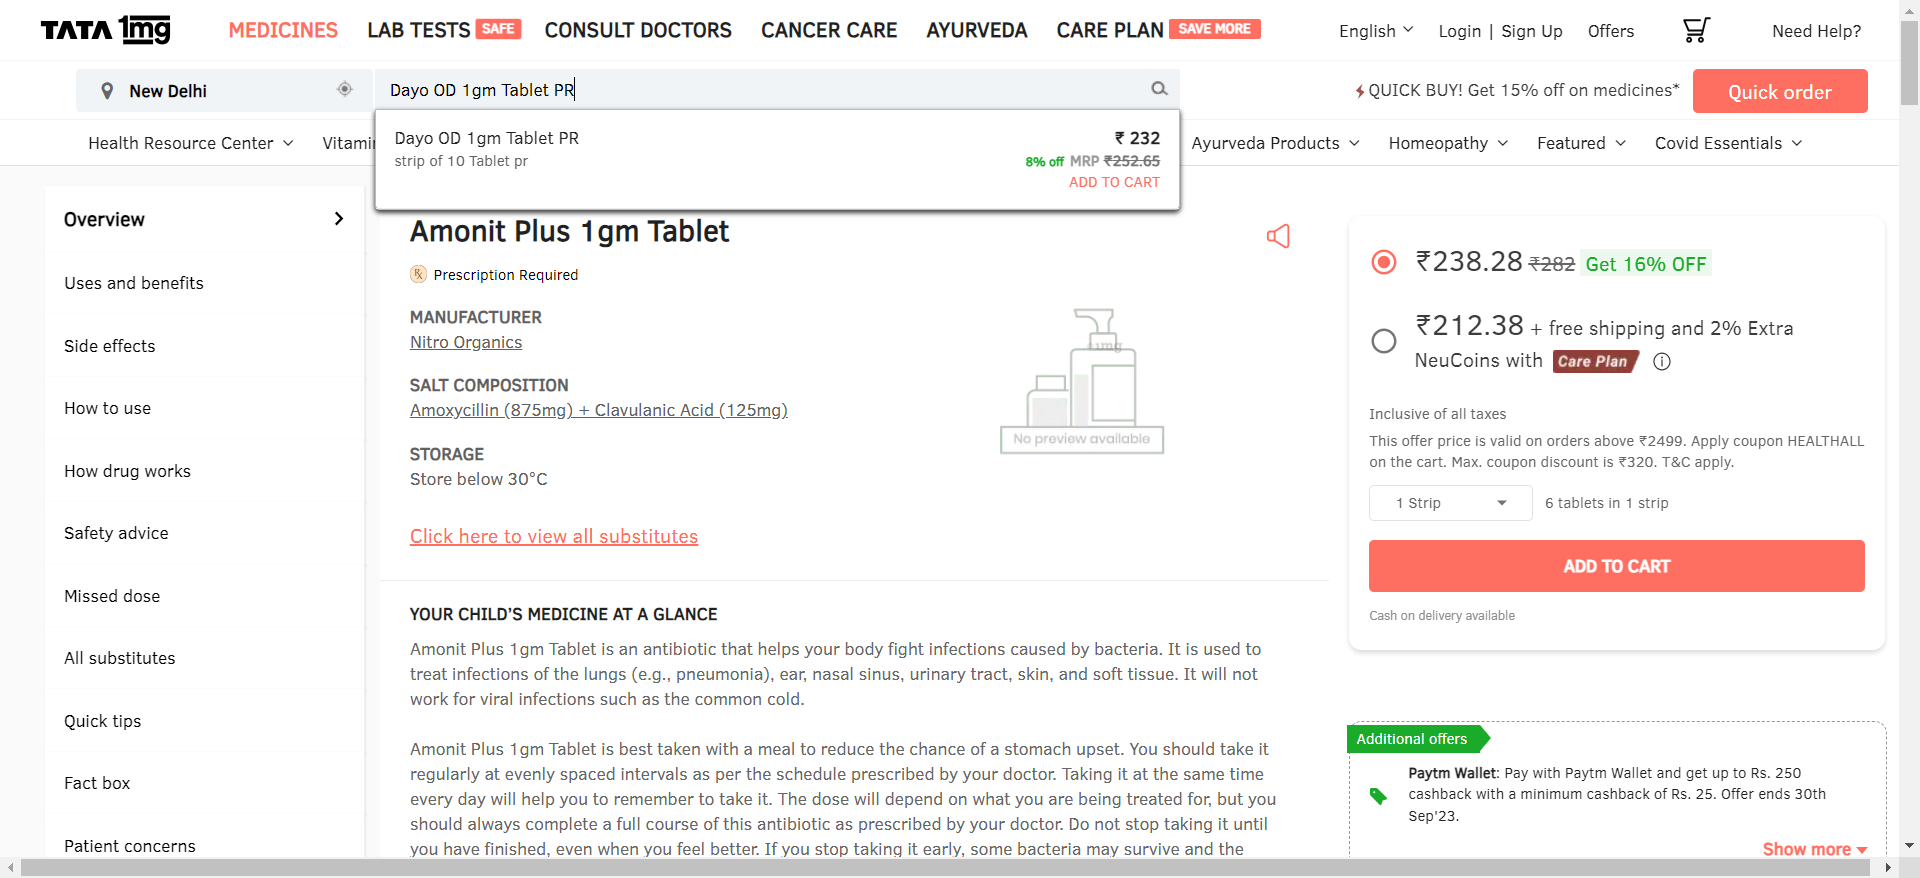 TATA 1mg
MEDICINES
LAB TESTS SAFE
CONSULT DOCTORS
CANCER CARE
AYURVEDA
CARE PLAN SAVE MORE
English
Login | Sign Up
Offers
Need Help?
New Delhi
Dayo OD 1gm Tablet PR
QUICK BUY! Get 15% off on medicines*
Quick order
Health Resource Center
Vitami
Ayurveda Products
Homeopathy
Featured
Covid Essentials
Dayo OD 1gm Tablet PR
₹ 232
strip of 10 Tablet pr
8% off MRP ₹252.65
ADD TO CART
Overview
Uses and benefits
Side effects
How to use
How drug works
Safety advice
Missed dose
All substitutes
Quick tips
Fact box
Patient concerns
Amonit Plus 1gm Tablet
Rx Prescription Required
MANUFACTURER
Nitro Organics
SALT COMPOSITION
Amoxycillin (875mg) + Clavulanic Acid (125mg)
STORAGE
Store below 30°C
Click here to view all substitutes
1mg
No preview available
YOUR CHILD'S MEDICINE AT A GLANCE
Amonit Plus 1gm Tablet is an antibiotic that helps your body fight infections caused by bacteria. It is used to
treat infections of the lungs (e.g., pneumonia), ear, nasal sinus, urinary tract, skin, and soft tissue. It will not
work for viral infections such as the common cold.
Amonit Plus 1gm Tablet is best taken with a meal to reduce the chance of a stomach upset. You should take it
regularly at evenly spaced intervals as per the schedule prescribed by your doctor. Taking it at the same time
every day will help you to remember to take it. The dose will depend on what you are being treated for, but you
should always complete a full course of this antibiotic as prescribed by your doctor. Do not stop taking it until
you have finished, even when you feel better. If you stop taking it early, some bacteria may survive and the
₹238.28 ₹282 Get 16% OFF
₹212.38 + free shipping and 2% Extra
NeuCoins with Care Plan
Inclusive of all taxes
This offer price is valid on orders above ₹2499. Apply coupon HEALTHALL
on the cart. Max. coupon discount is ₹320. T&C apply.
1 Strip
6 tablets in 1 strip
ADD TO CART
Cash on delivery available
Additional offers
Paytm Wallet: Pay with Paytm Wallet and get up to Rs. 250
cashback with a minimum cashback of Rs. 25. Offer ends 30th
Sep'23.
Show more